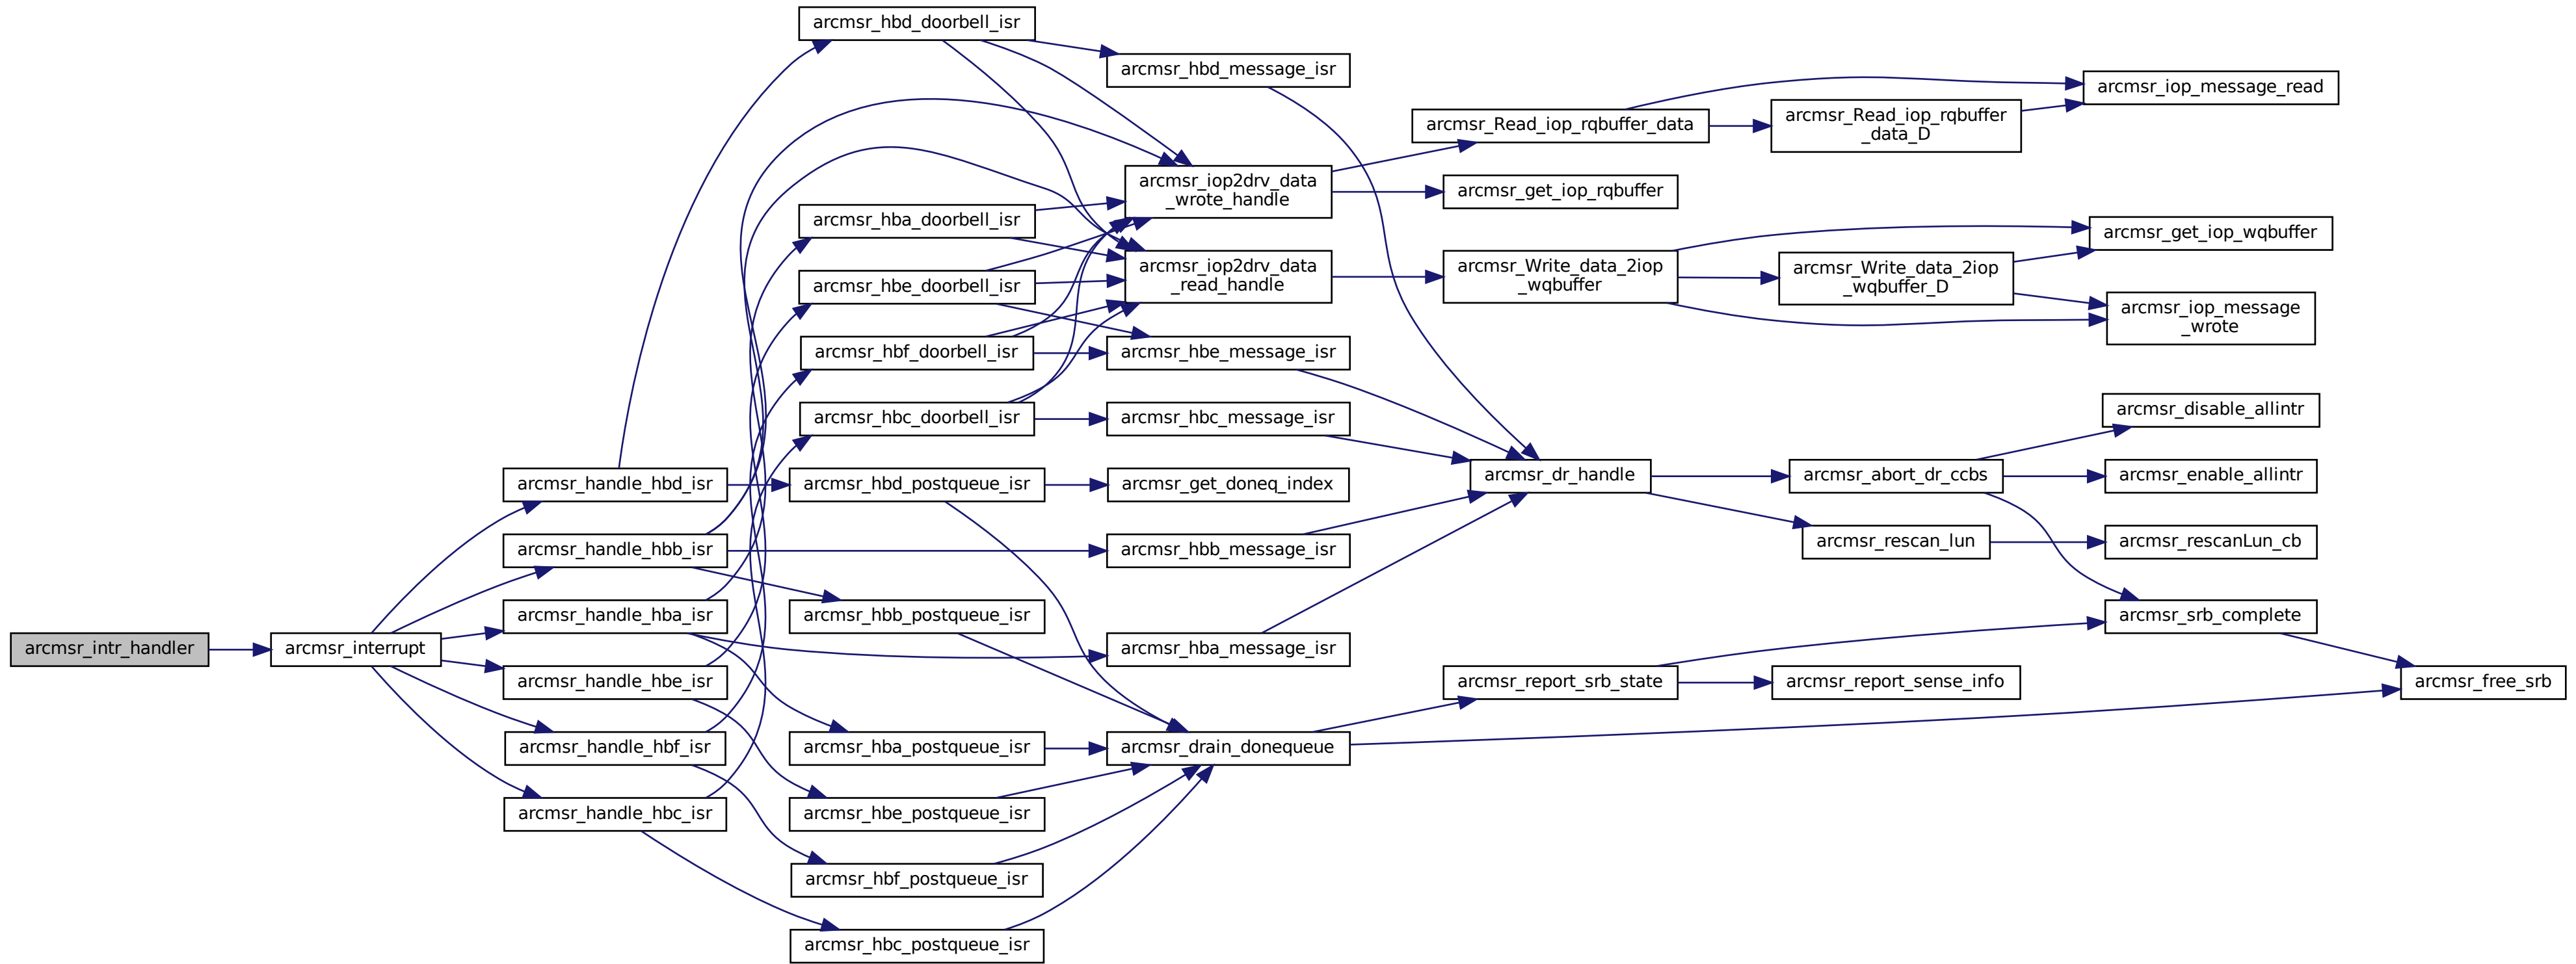 arcmsr_intr_handler
arcmsr_interrupt
arcmsr_handle_hbd_isr
arcmsr_handle_hbb_isr
arcmsr_handle_hba_isr
arcmsr_handle_hbe_isr
arcmsr_handle_hbf_isr
arcmsr_handle_hbc_isr
arcmsr_hbd_doorbell_isr
arcmsr_hba_doorbell_isr
arcmsr_hbe_doorbell_isr
arcmsr_hbf_doorbell_isr
arcmsr_hbc_doorbell_isr
arcmsr_hbd_postqueue_isr
arcmsr_hbb_postqueue_isr
arcmsr_hba_postqueue_isr
arcmsr_hbe_postqueue_isr
arcmsr_hbf_postqueue_isr
arcmsr_hbc_postqueue_isr
arcmsr_hbd_message_isr
arcmsr_iop2drv_data
_wrote_handle
arcmsr_iop2drv_data
_read_handle
arcmsr_hbe_message_isr
arcmsr_hbc_message_isr
arcmsr_get_doneq_index
arcmsr_hbb_message_isr
arcmsr_hba_message_isr
arcmsr_drain_donequeue
arcmsr_Read_iop_rqbuffer_data
arcmsr_get_iop_rqbuffer
arcmsr_Write_data_2iop
_wqbuffer
arcmsr_dr_handle
arcmsr_report_srb_state
arcmsr_Read_iop_rqbuffer
_data_D
arcmsr_Write_data_2iop
_wqbuffer_D
arcmsr_abort_dr_ccbs
arcmsr_rescan_lun
arcmsr_report_sense_info
arcmsr_iop_message_read
arcmsr_get_iop_wqbuffer
arcmsr_iop_message
_wrote
arcmsr_disable_allintr
arcmsr_enable_allintr
arcmsr_rescanLun_cb
arcmsr_srb_complete
arcmsr_free_srb